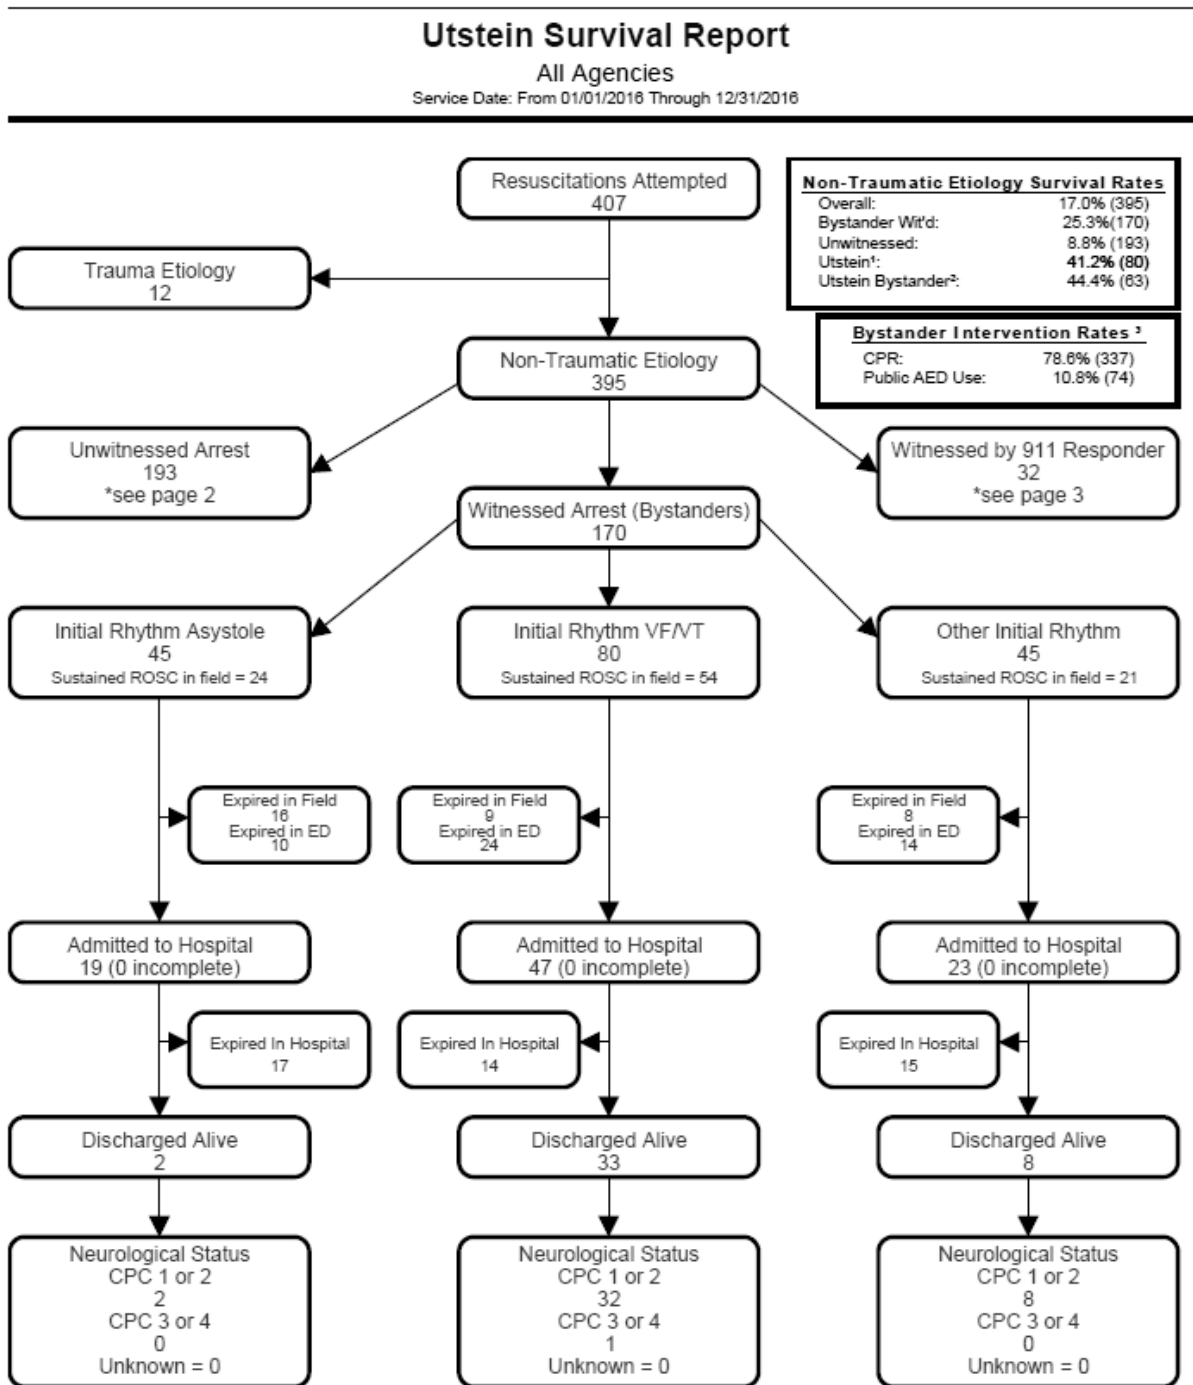 Utstein Survival Report
All Agencies
Service Date: From 01/01/2016 Through 12/31/2016
Resuscitations Attempted
407
Non-Traumatic Etiology Survival Rates
Overall: 17.0% (395)
Bystander Wit'd: 25.3%(170)
Unwitnessed: 8.8% (193)
Utstein¹: 41.2% (80)
Utstein Bystander²: 44.4% (63)
Trauma Etiology
12
Bystander Intervention Rates ³
CPR: 78.6% (337)
Public AED Use: 10.8% (74)
Non-Traumatic Etiology
395
Unwitnessed Arrest
193
*see page 2
Witnessed by 911 Responder
32
*see page 3
Witnessed Arrest (Bystanders)
170
Initial Rhythm Asystole
45
Sustained ROSC in field = 24
Initial Rhythm VF/VT
80
Sustained ROSC in field = 54
Other Initial Rhythm
45
Sustained ROSC in field = 21
Expired in Field
16
Expired in ED
10
Expired in Field
9
Expired in ED
24
Expired in Field
8
Expired in ED
14
Admitted to Hospital
19 (0 incomplete)
Admitted to Hospital
47 (0 incomplete)
Admitted to Hospital
23 (0 incomplete)
Expired In Hospital
17
Expired In Hospital
14
Expired In Hospital
15
Discharged Alive
2
Discharged Alive
33
Discharged Alive
8
Neurological Status
CPC 1 or 2
2
CPC 3 or 4
0
Unknown = 0
Neurological Status
CPC 1 or 2
32
CPC 3 or 4
1
Unknown = 0
Neurological Status
CPC 1 or 2
8
CPC 3 or 4
0
Unknown = 0